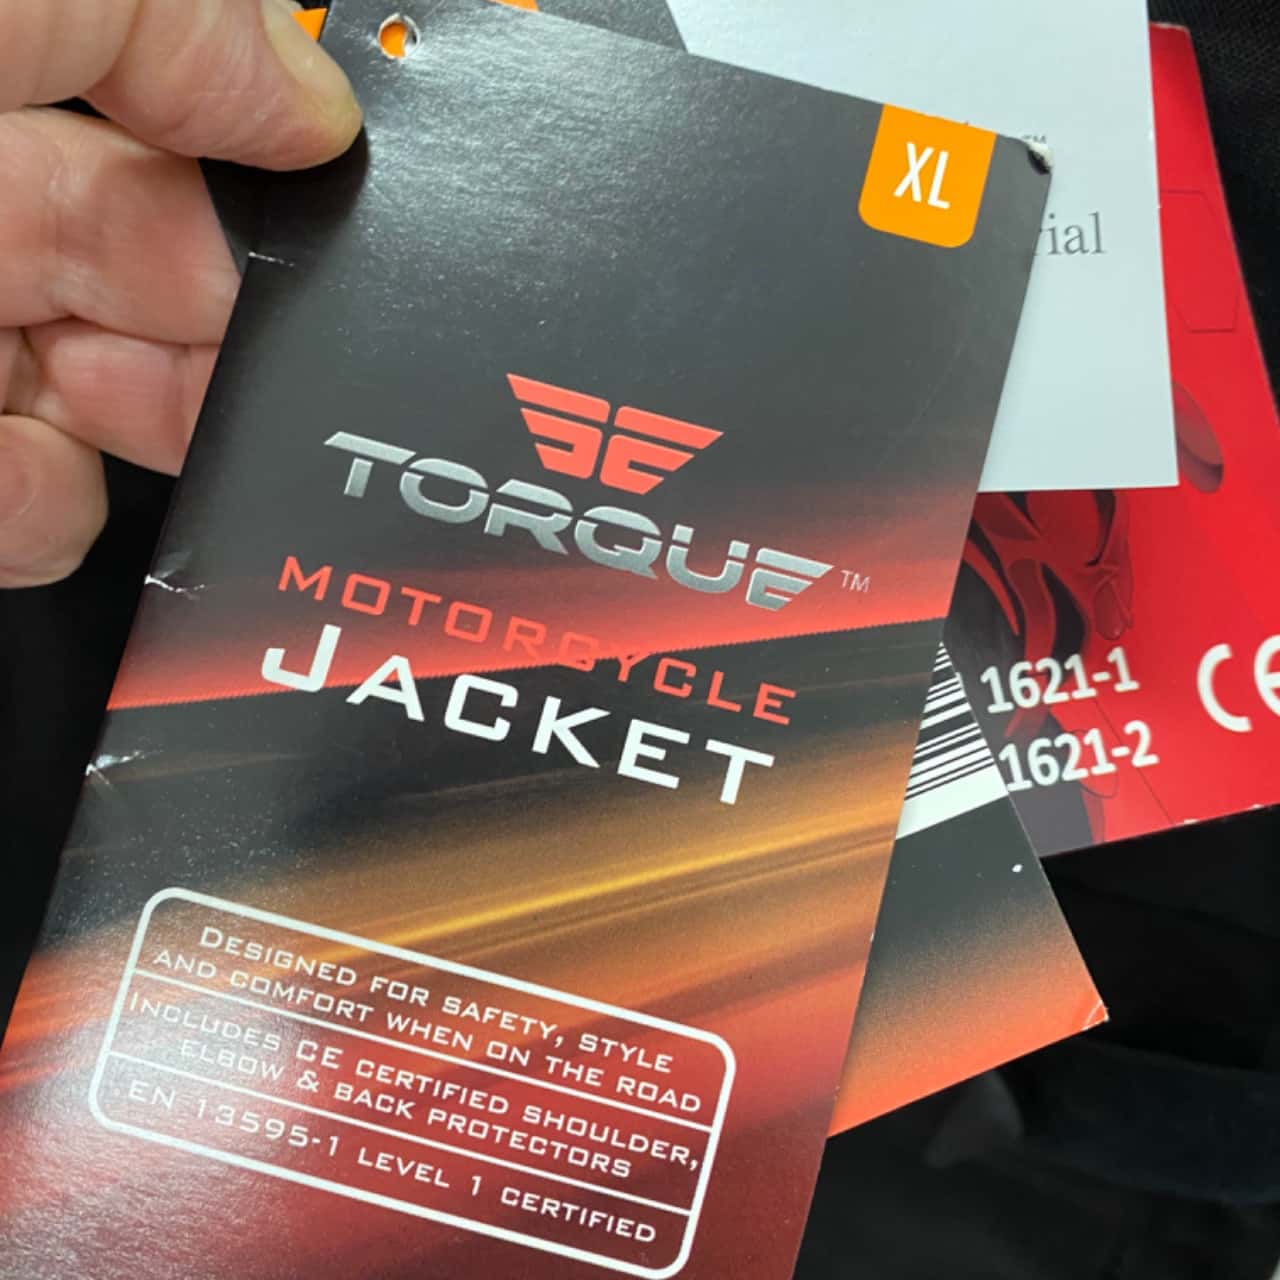 XL
™
rial
TORQUE™
MOTORCYCLE
JACKET
1621-1
1621-2
CE
DESIGNED FOR SAFETY, STYLE
AND COMFORT WHEN ON THE ROAD
INCLUDES CE CERTIFIED SHOULDER,
ELBOW & BACK PROTECTORS
EN 13595-1 LEVEL 1 CERTIFIED